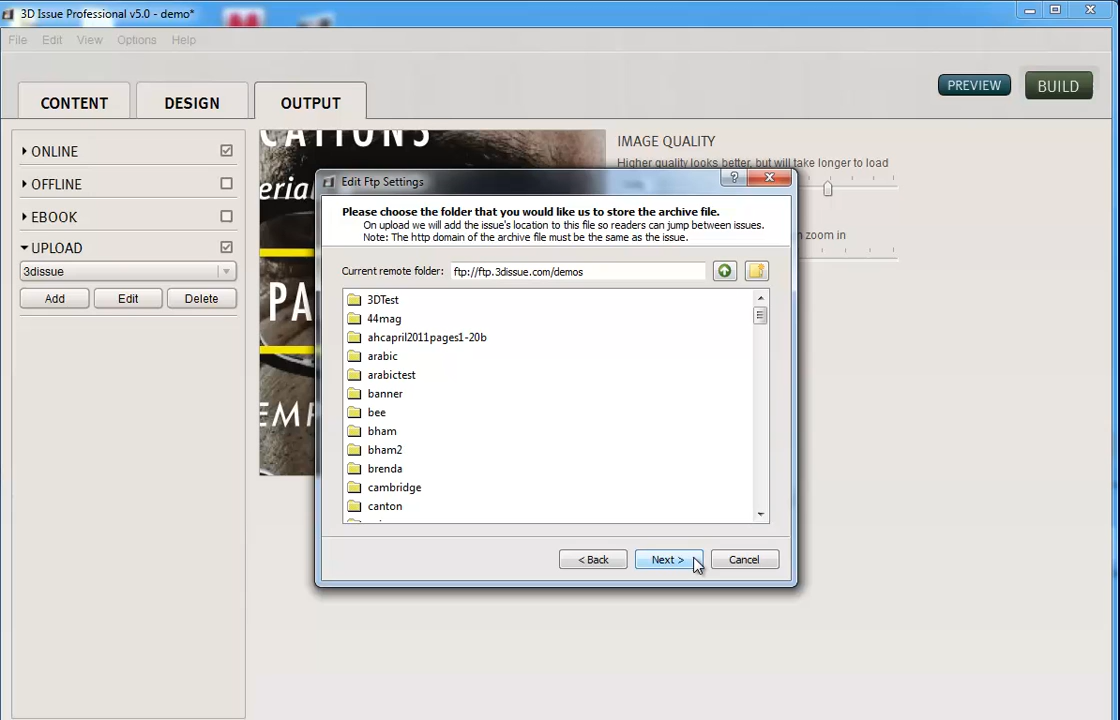 3D Issue Professional v5.0 - demo*
File Edit View Options Help
CONTENT DESIGN OUTPUT PREVIEW BUILD
ONLINE
OFFLINE
EBOOK
UPLOAD
3dissue
Add Edit Delete
IMAGE QUALITY
Higher quality looks better, but will take longer to load
zoom in
Edit Ftp Settings
Please choose the folder that you would like us to store the archive file.
On upload we will add the issue's location to this file so readers can jump between issues.
Note: The http domain of the archive file must be the same as the issue.
Current remote folder: ftp://ftp.3dissue.com/demos
3DTest
44mag
ahcapril2011pages1-20b
arabic
arabictest
banner
bee
bham
bham2
brenda
cambridge
canton
< Back Next > Cancel